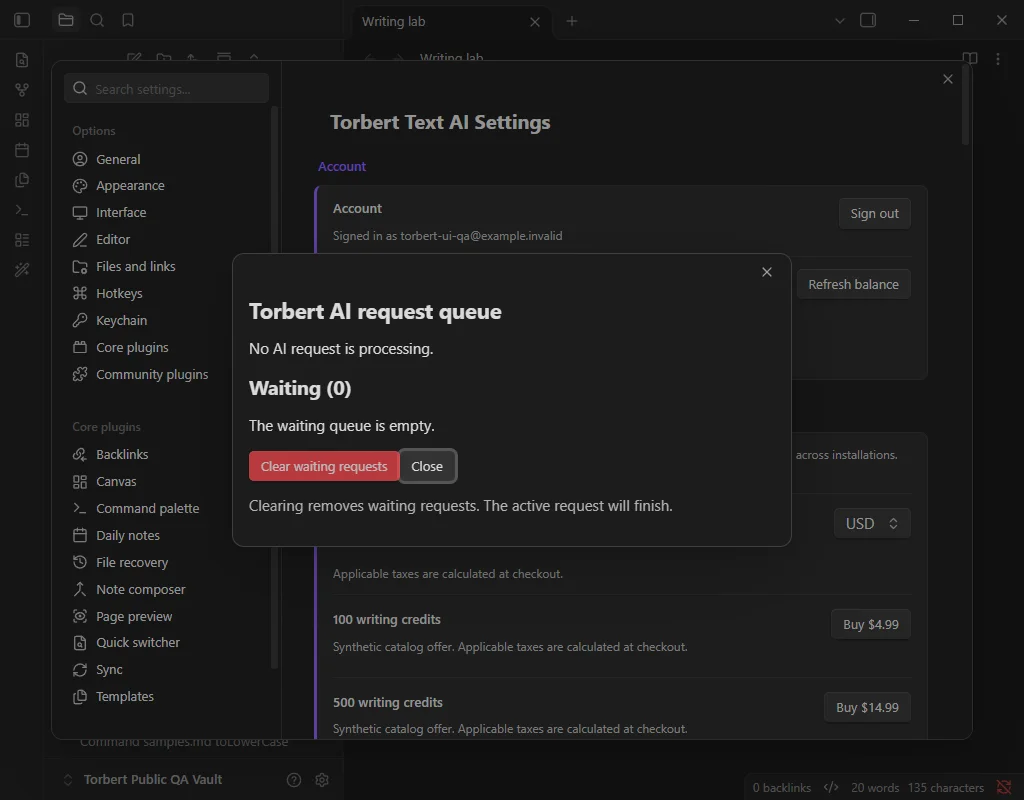 Writing lab
Writing lab
Search settings...
Options
General
Appearance
Interface
Editor
Files and links
Hotkeys
Keychain
Core plugins
Community plugins
Core plugins
Backlinks
Canvas
Command palette
Daily notes
File recovery
Note composer
Page preview
Quick switcher
Sync
Templates
Torbert Text AI Settings
Account
Account
Sign out
Signed in as torbert-ui-qa@example.invalid
Refresh balance
Torbert AI request queue
No AI request is processing.
Waiting (0)
The waiting queue is empty.
Clear waiting requests
Close
Clearing removes waiting requests. The active request will finish.
across installations.
USD
Applicable taxes are calculated at checkout.
100 writing credits
Buy $4.99
Synthetic catalog offer. Applicable taxes are calculated at checkout.
500 writing credits
Buy $14.99
Synthetic catalog offer. Applicable taxes are calculated at checkout.
Command samples.md toLowerCase
Torbert Public QA Vault
0 backlinks
20 words
135 characters